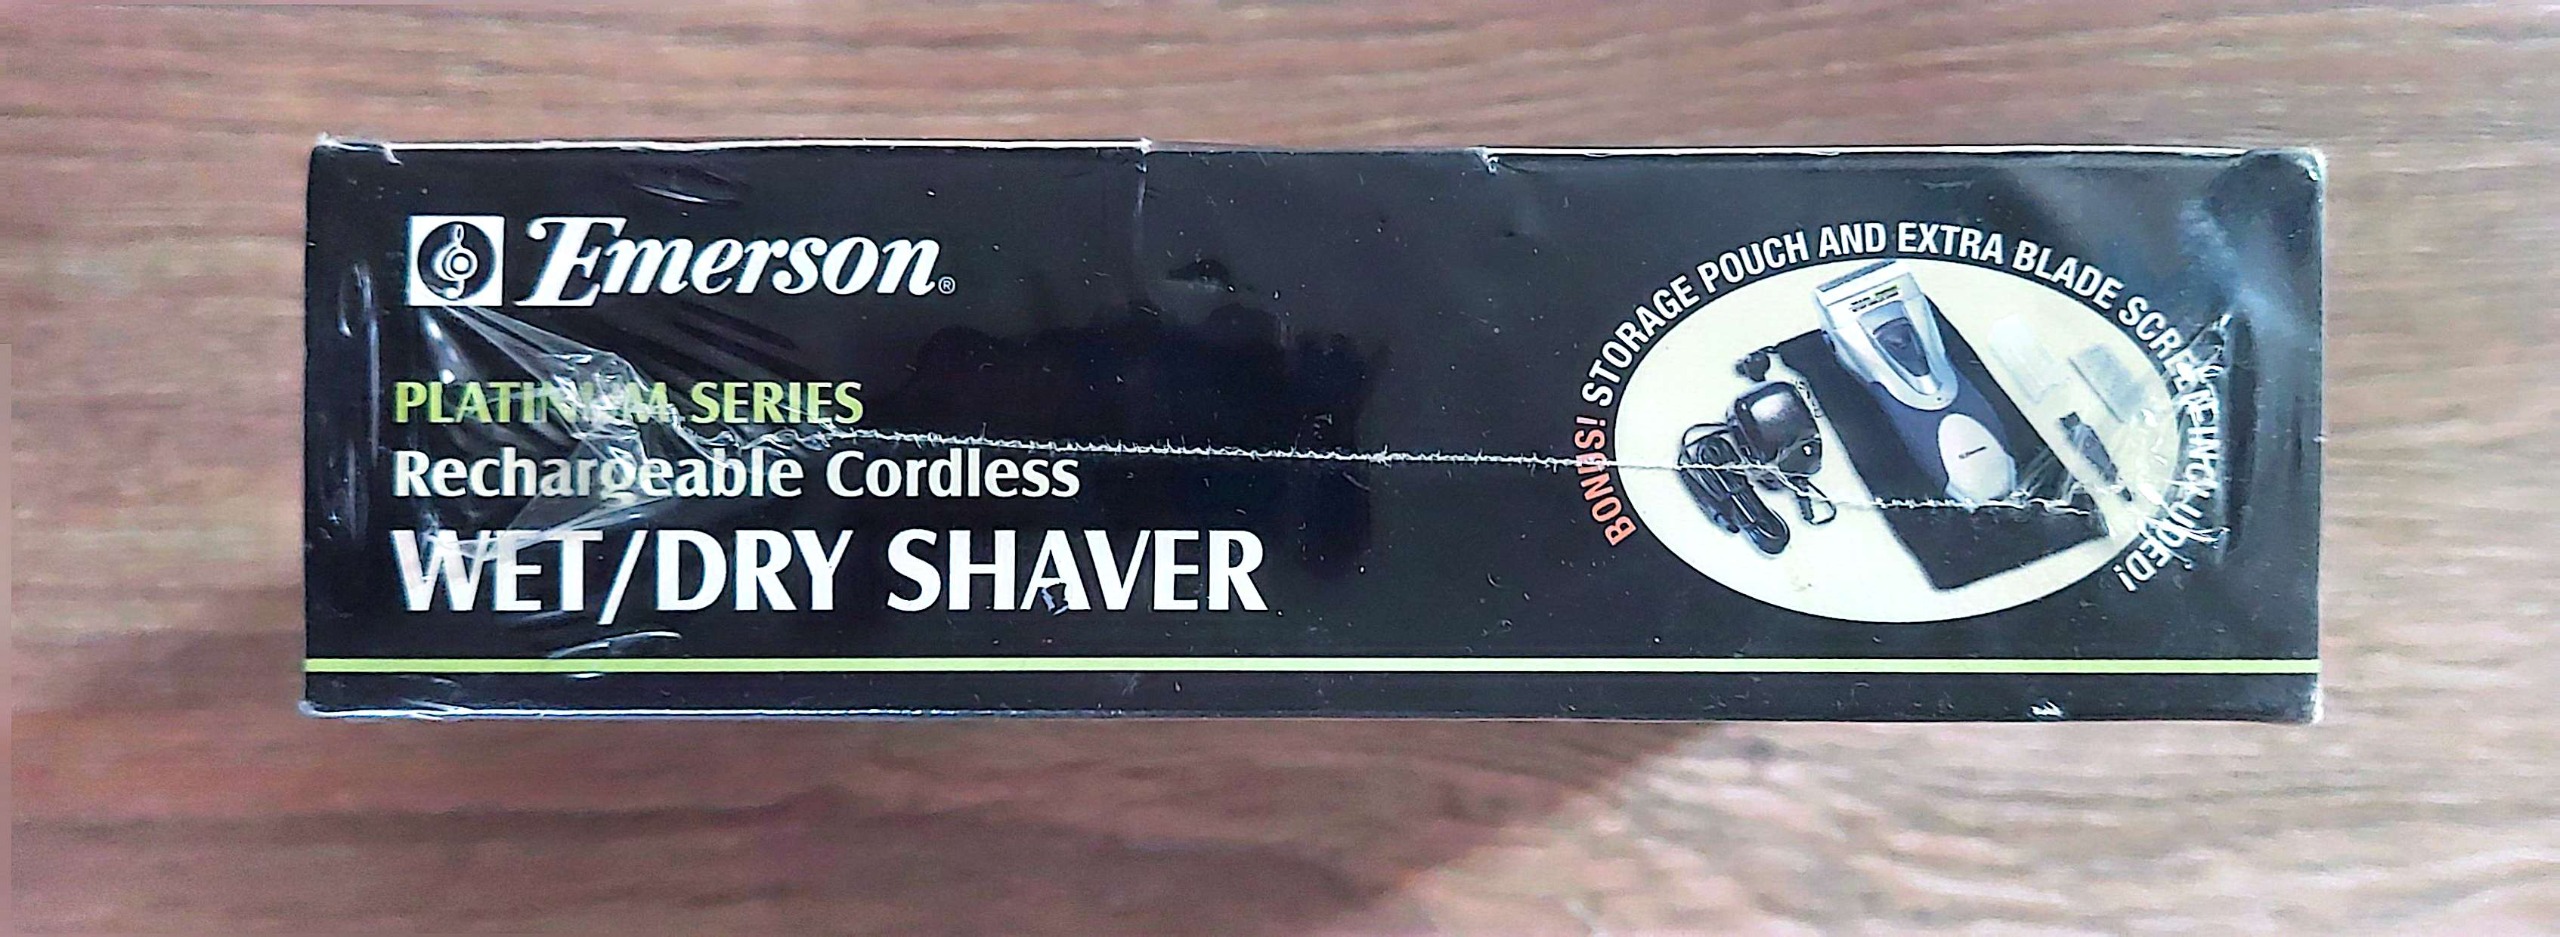 Emerson®
PLATINUM SERIES
Rechargeable Cordless
WET/DRY SHAVER
BONUS! STORAGE POUCH AND EXTRA BLADE SCREEN INCLUDED!